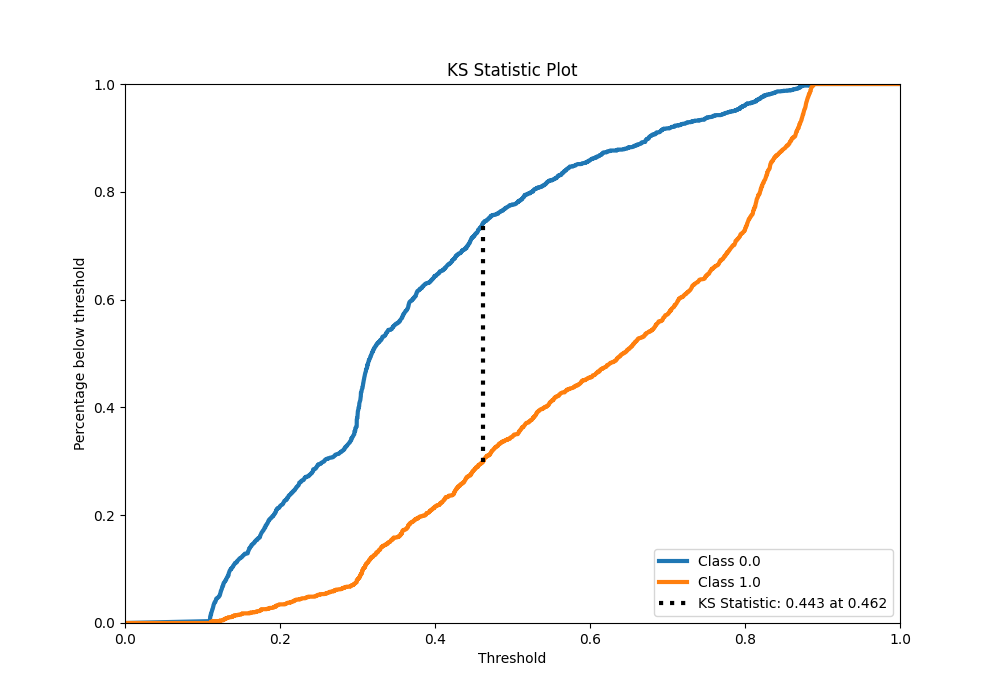 KS Statistic Plot
1.0
0.8
0.6
0.4
0.2
0.0
Percentage below threshold
0.0 0.2 0.4 0.6 0.8 1.0
Threshold
Class 0.0
Class 1.0
KS Statistic: 0.443 at 0.462